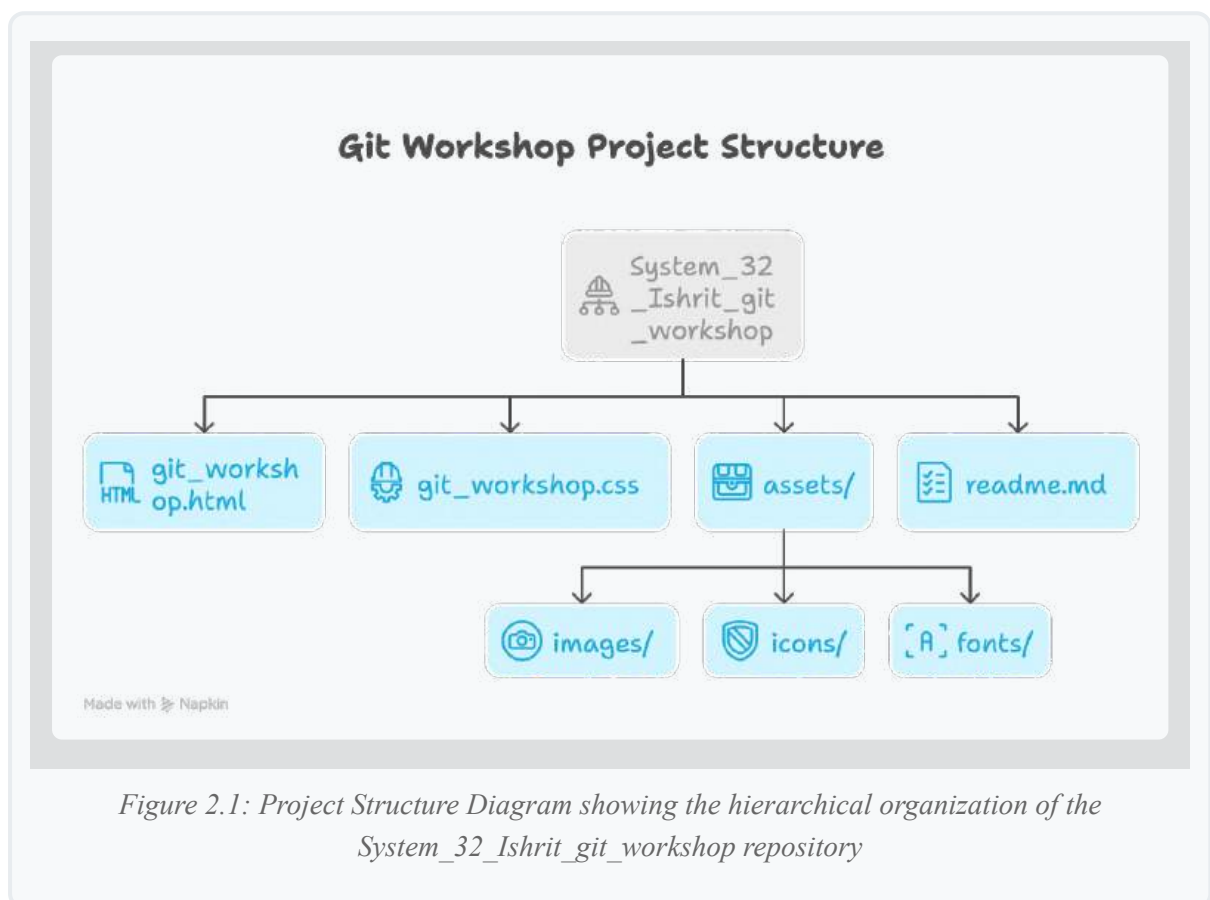 Git Workshop Project Structure
System_32
_Ishrit_git
_workshop
HTML
git_worksh
op.html
git_workshop.css
assets/
readme.md
images/
icons/
A
fonts/
Made with Napkin
Figure 2.1: Project Structure Diagram showing the hierarchical organization of the
System_32_Ishrit_git_workshop repository